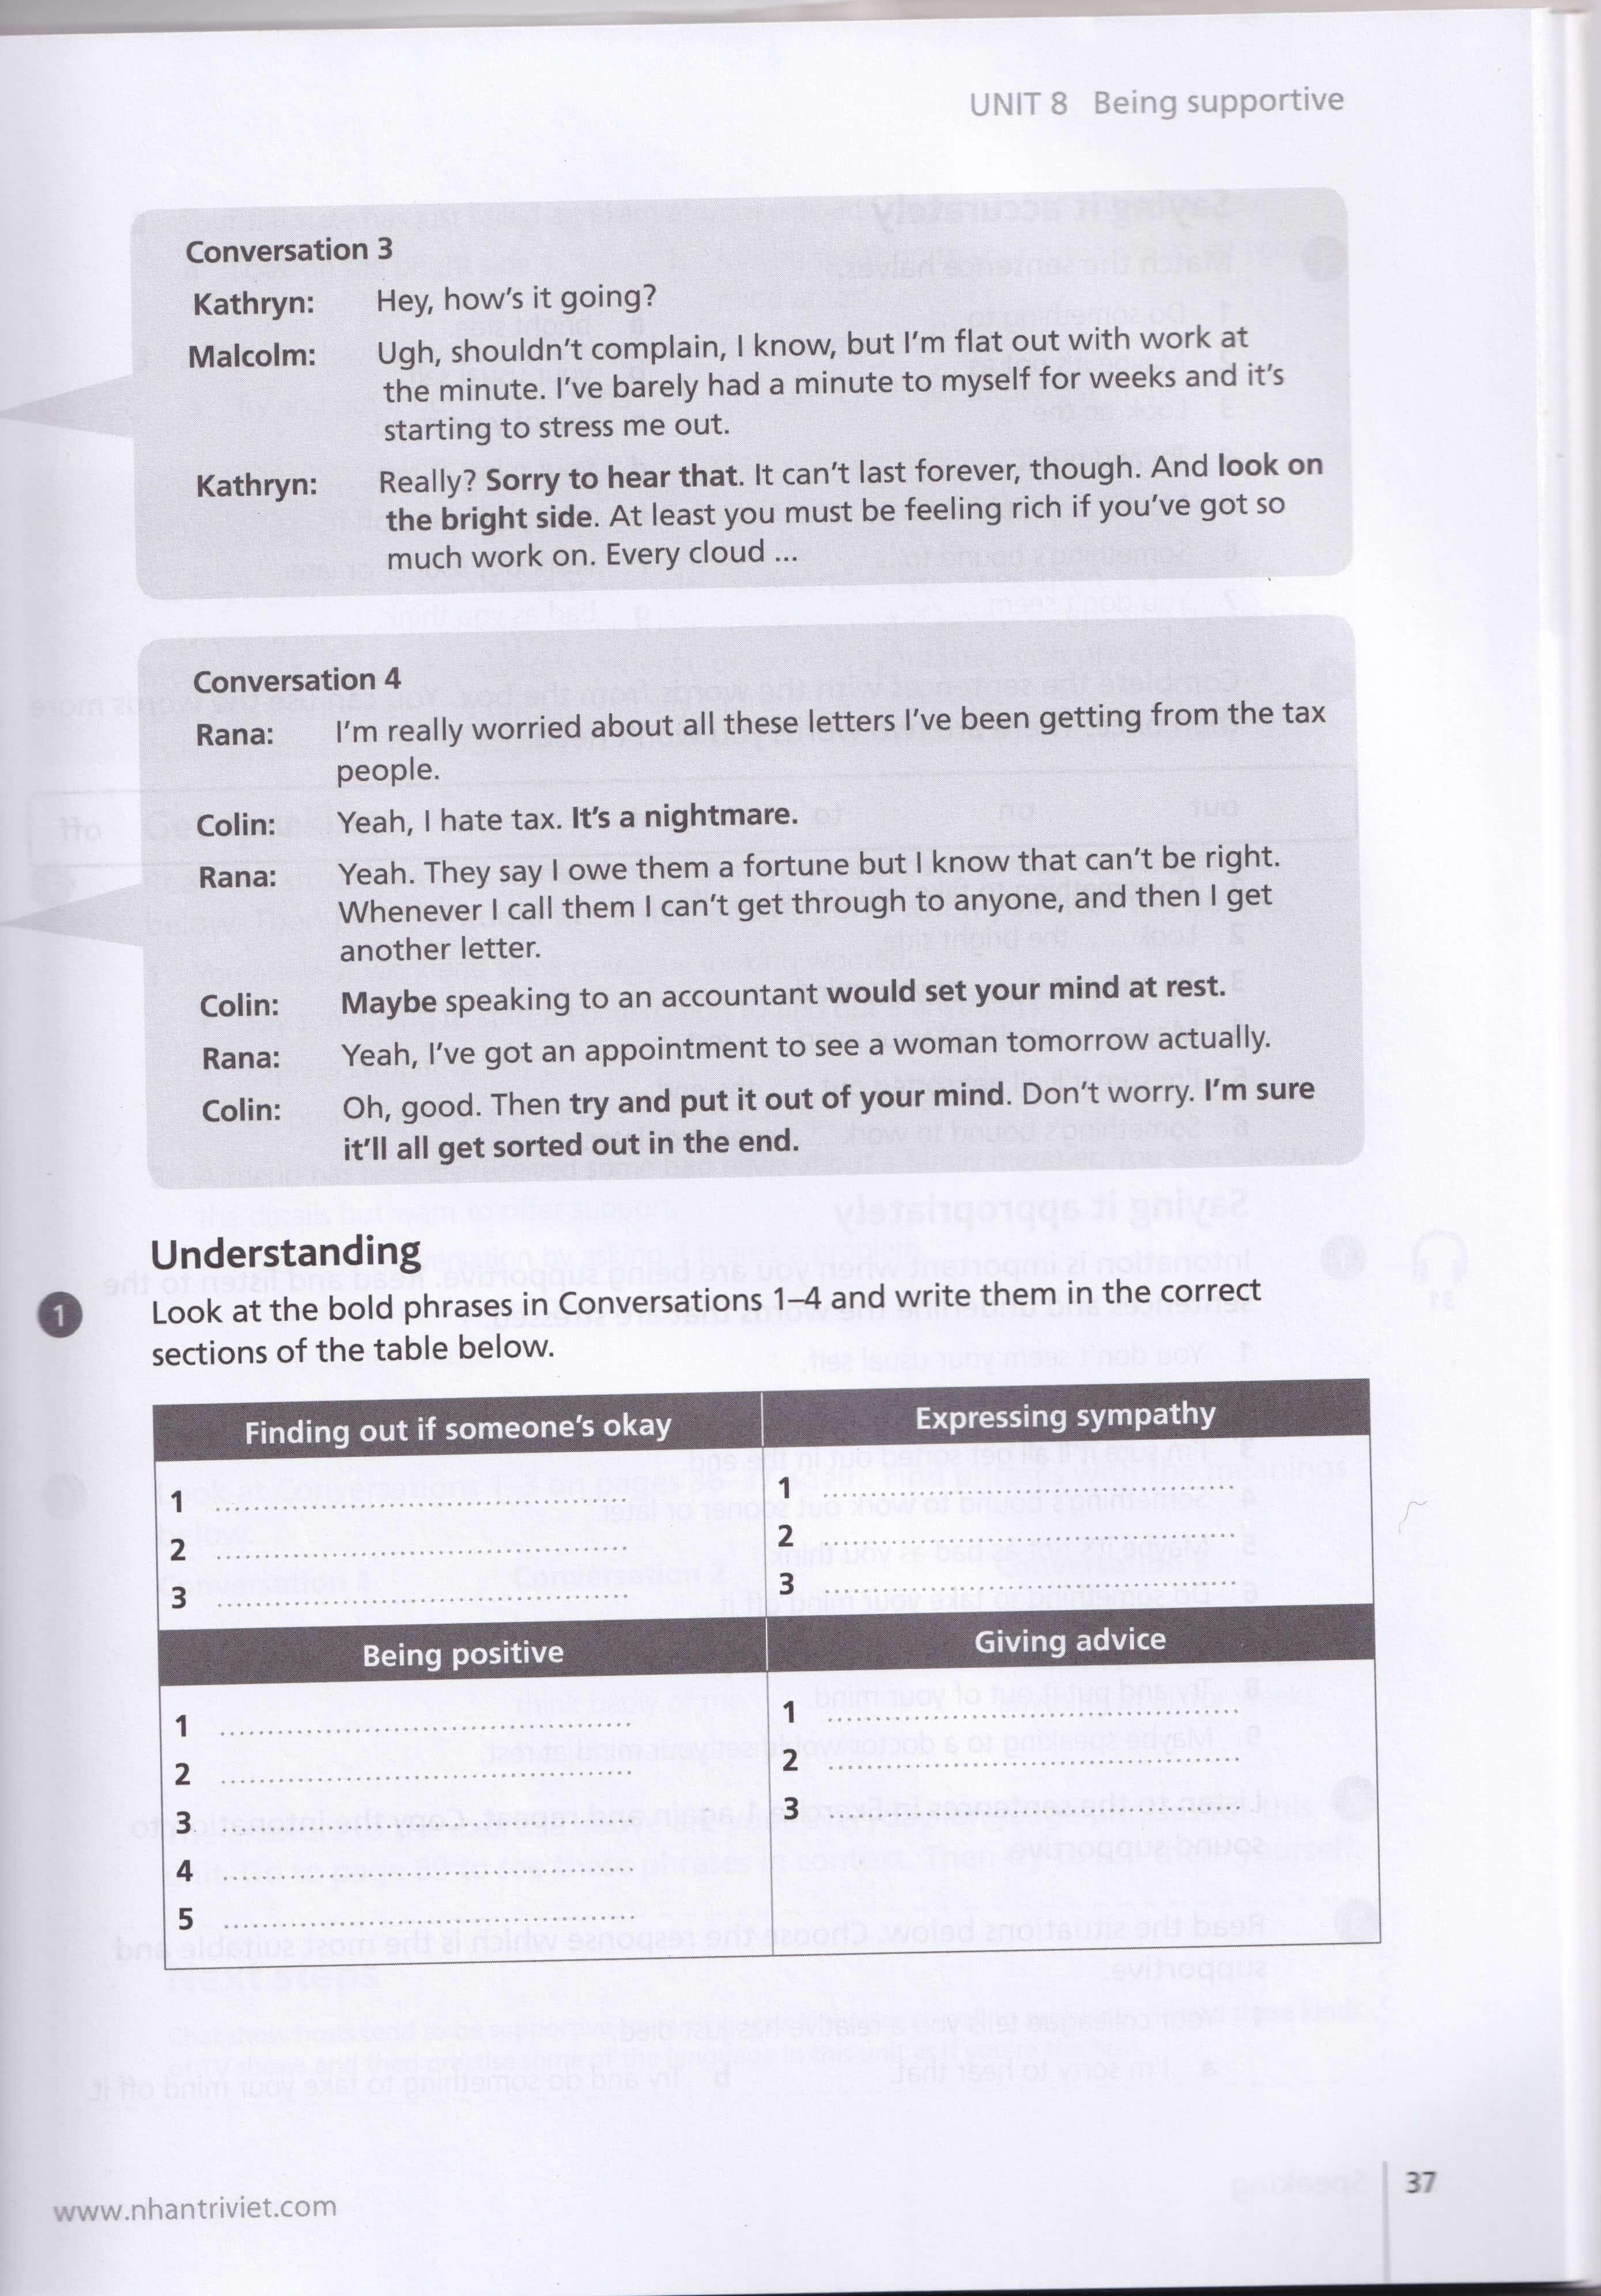 UNIT 8 Being supportive
Conversation 3
Kathryn: Hey, how's it going?
Malcolm: Ugh, shouldn't complain, I know, but I'm flat out with work at
the minute. I've barely had a minute to myself for weeks and it's
starting to stress me out.
Kathryn: Really? Sorry to hear that. It can't last forever, though. And look on
the bright side. At least you must be feeling rich if you've got so
much work on. Every cloud ...
Conversation 4
Rana: I'm really worried about all these letters I've been getting from the tax
people.
Colin: Yeah, I hate tax. It's a nightmare.
Rana: Yeah. They say I owe them a fortune but I know that can't be right.
Whenever I call them I can't get through to anyone, and then I get
another letter.
Colin: Maybe speaking to an accountant would set your mind at rest.
Rana: Yeah, I've got an appointment to see a woman tomorrow actually.
Colin: Oh, good. Then try and put it out of your mind. Don't worry. I'm sure
it'll all get sorted out in the end.
Understanding
1 Look at the bold phrases in Conversations 1–4 and write them in the correct
sections of the table below.
Finding out if someone's okay
1
2
3
Expressing sympathy
1
2
3
Being positive
1
2
3
4
5
Giving advice
1
2
3
www.nhantriviet.com
37